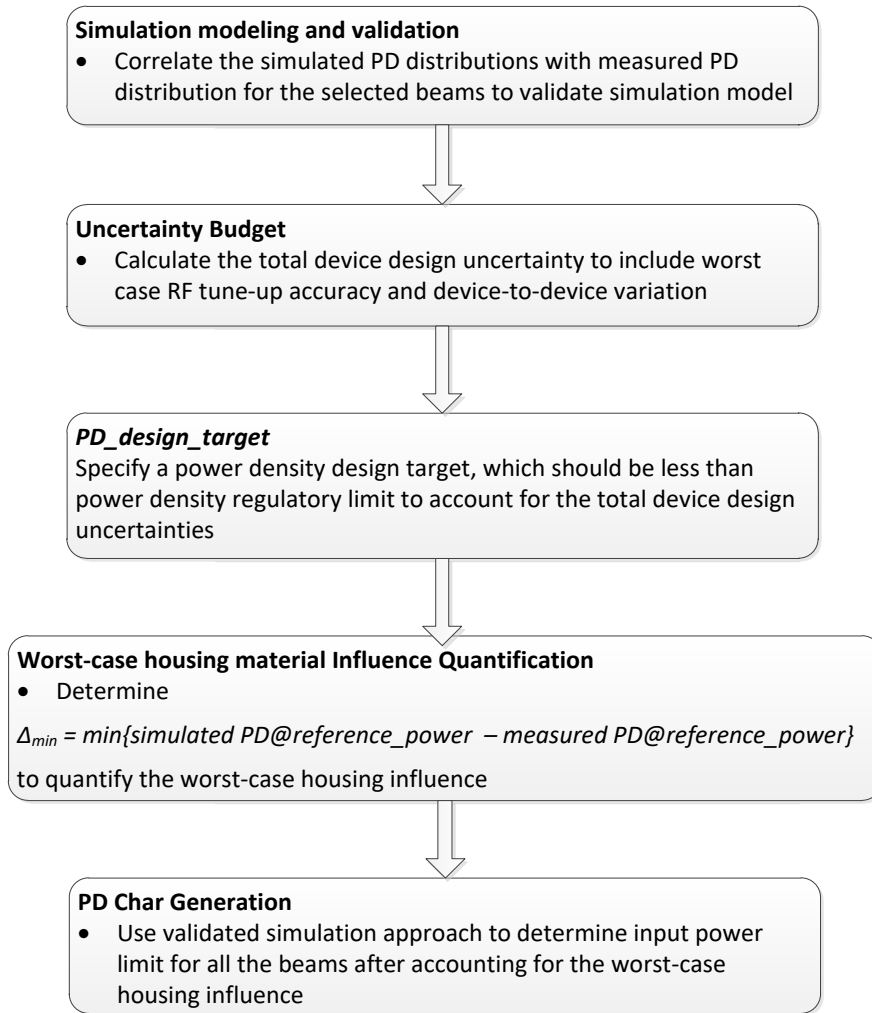 Simulation modeling and validation
• Correlate the simulated PD distributions with measured PD
distribution for the selected beams to validate simulation model
Uncertainty Budget
• Calculate the total device design uncertainty to include worst
case RF tune-up accuracy and device-to-device variation
PD_design_target
Specify a power density design target, which should be less than
power density regulatory limit to account for the total device design
uncertainties
Worst-case housing material Influence Quantification
• Determine
Δmin = min{simulated PD@reference_power – measured PD@reference_power}
to quantify the worst-case housing influence
PD Char Generation
• Use validated simulation approach to determine input power
limit for all the beams after accounting for the worst-case
housing influence